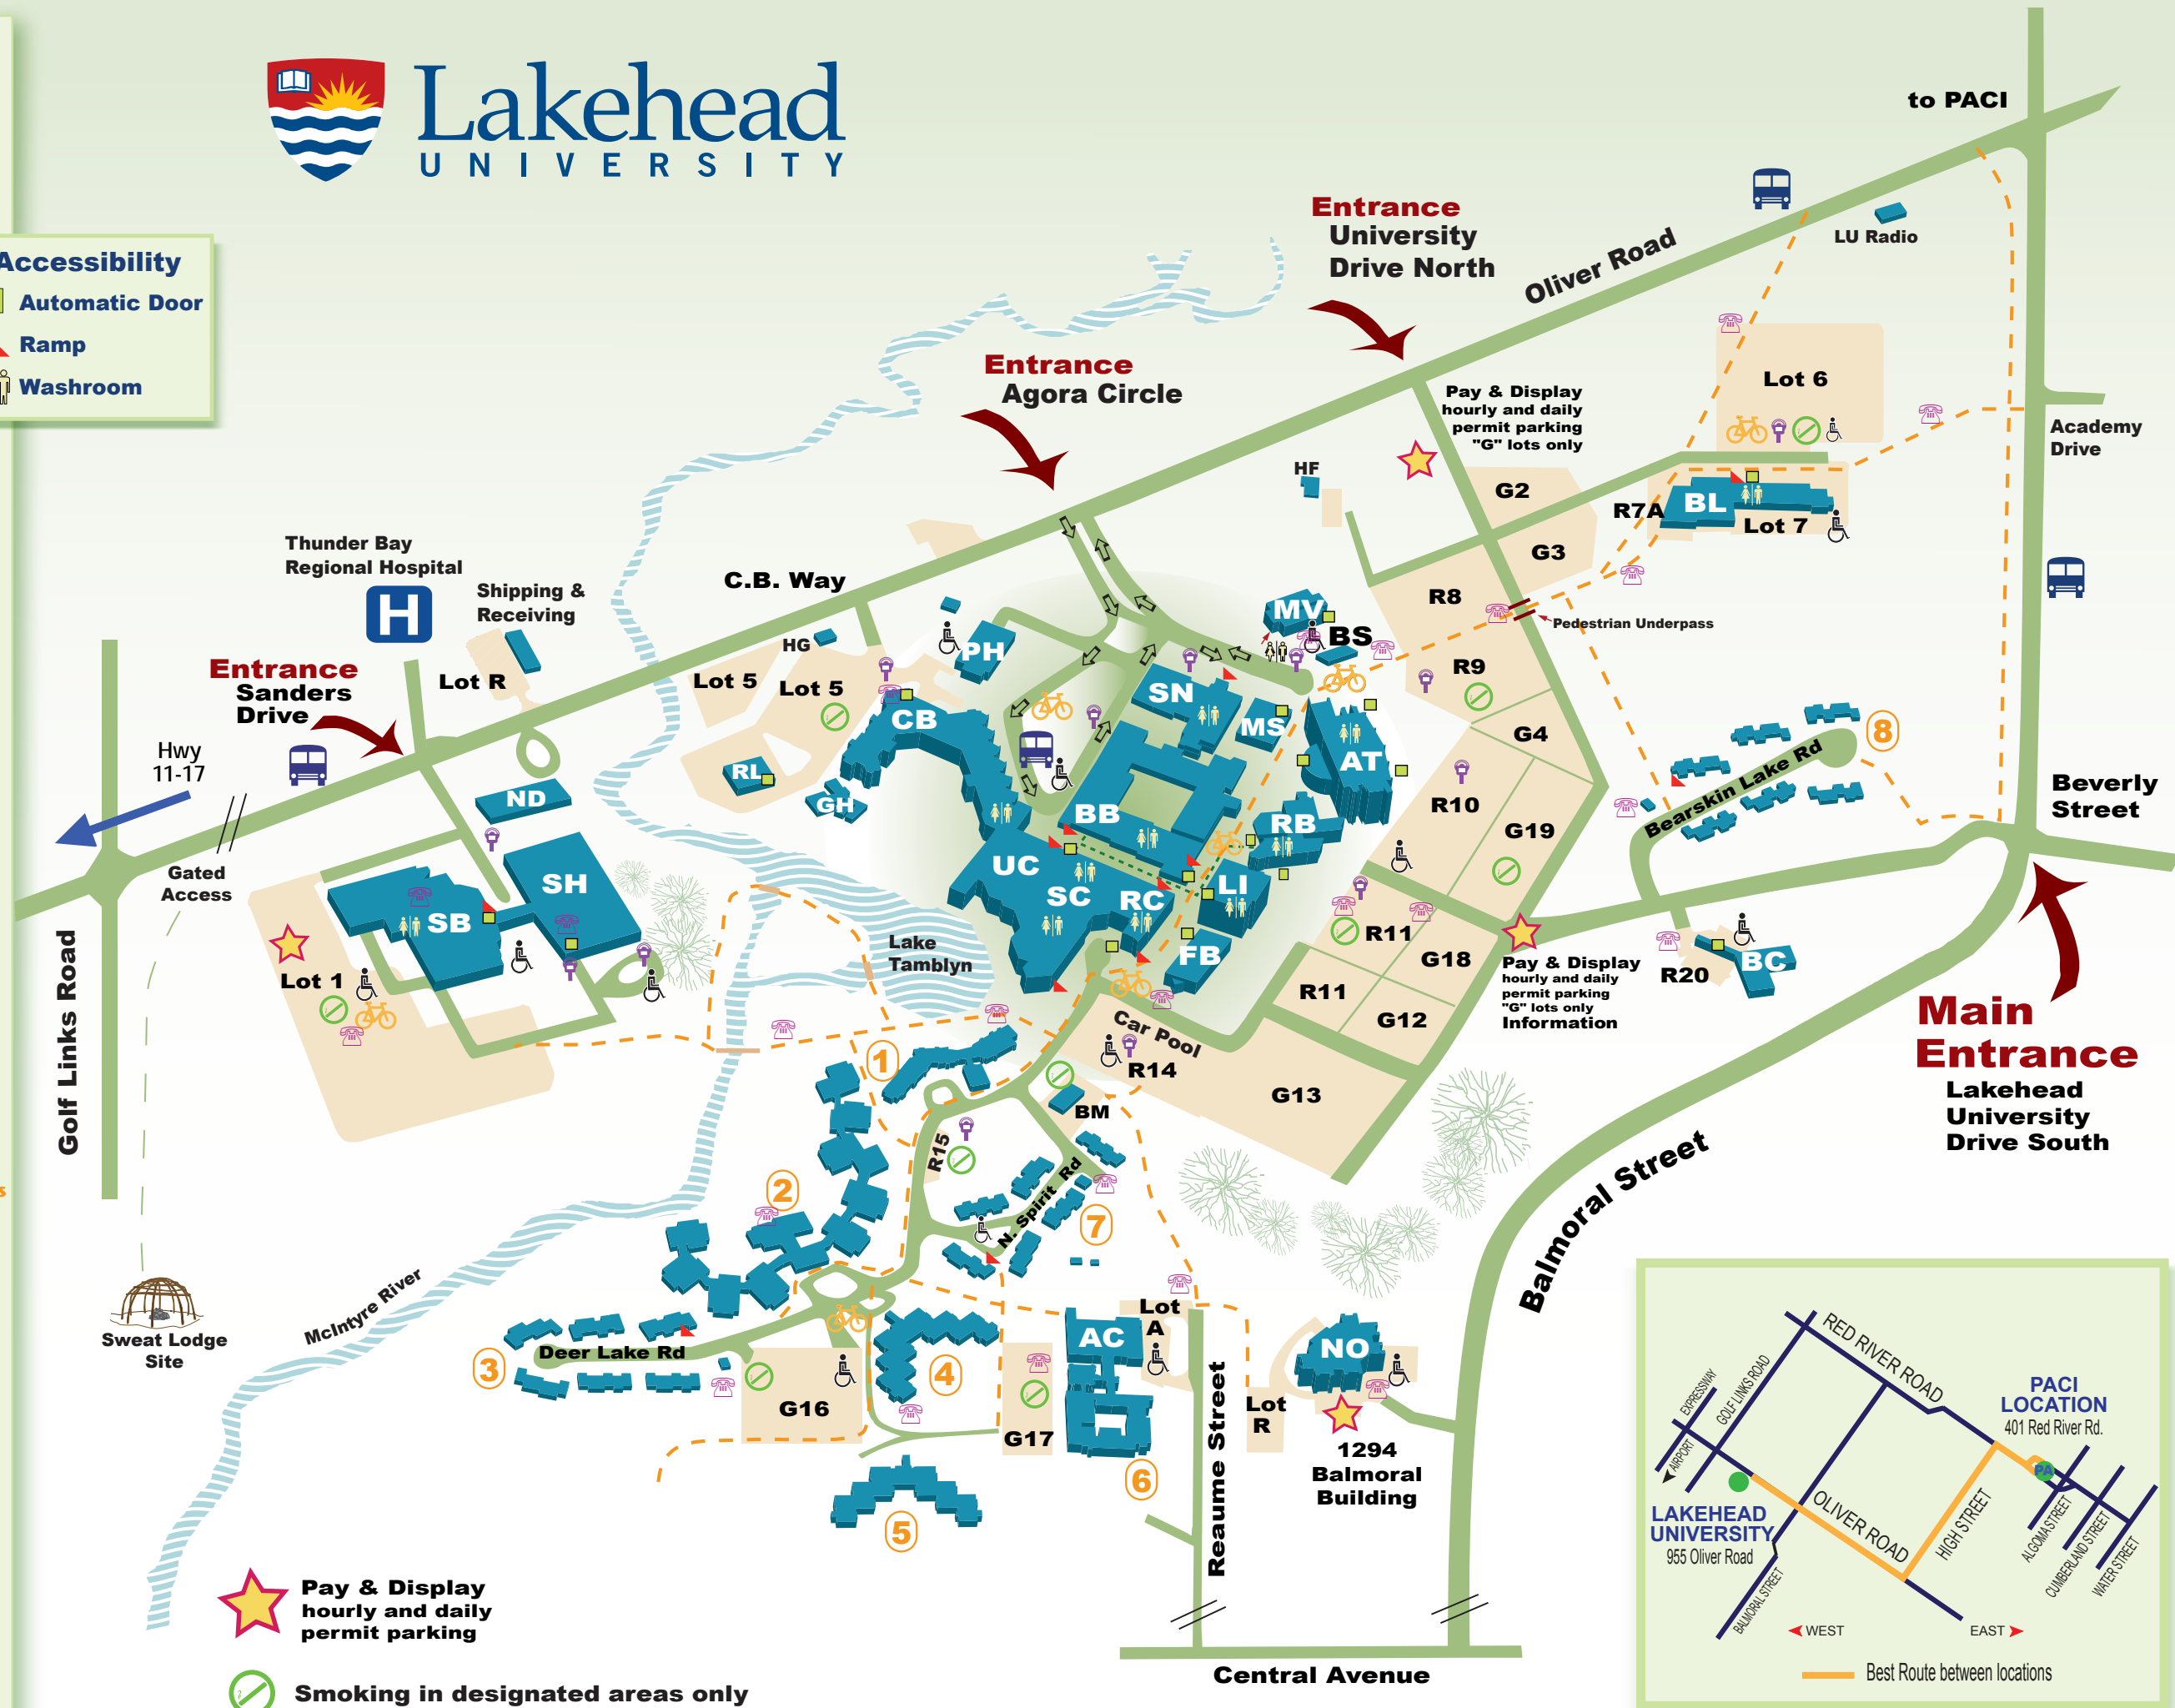 Lakehead
UNIVERSITY
Accessibility
Automatic Door
Ramp
Washroom
to PACI
Entrance
University
Drive North
Oliver Road
LU Radio
Entrance
Agora Circle
Pay & Display
hourly and daily
permit parking
"G" lots only
Lot 6
Academy
Drive
HF
G2
R7A
BL
Lot 7
G3
Thunder Bay
Regional Hospital
H
Shipping &
Receiving
C.B. Way
R8
MV
BS
Pedestrian Underpass
HG
PH
Entrance
Sanders
Drive
Lot R
Lot 5
Lot 5
R9
CB
SN
MS
G4
8
Hwy
11-17
AT
RL
GH
ND
Bearskin Lake Rd
Beverly
Street
R10
BB
RB
G19
Gated
Access
SH
UC
SC
RC
LI
SB
Lake
Tamblyn
FB
R11
G18
Pay & Display
hourly and daily
permit parking
"G" lots only
Information
R20
BC
Lot 1
R11
G12
Main
Entrance
Lakehead
University
Drive South
Golf Links Road
Car Pool
R14
1
G13
BM
R15
Balmoral Street
2
N. Spirit Rd
7
McIntyre River
Sweat Lodge
Site
s
Lot
A
AC
NO
Deer Lake Rd
3
4
G16
G17
Lot
R
1294
Balmoral
Building
6
5
Reaume Street
Central Avenue
Pay & Display
hourly and daily
permit parking
Smoking in designated areas only
RED RIVER ROAD
EXPRESSWAY
GOLF LINKS ROAD
PACI
LOCATION
401 Red River Rd.
AIRPORT
PA
LAKEHEAD
UNIVERSITY
955 Oliver Road
OLIVER ROAD
HIGH STREET
ALGOMA STREET
CUMBERLAND STREET
WATER STREET
BALMORAL STREET
WEST
EAST
Best Route between locations